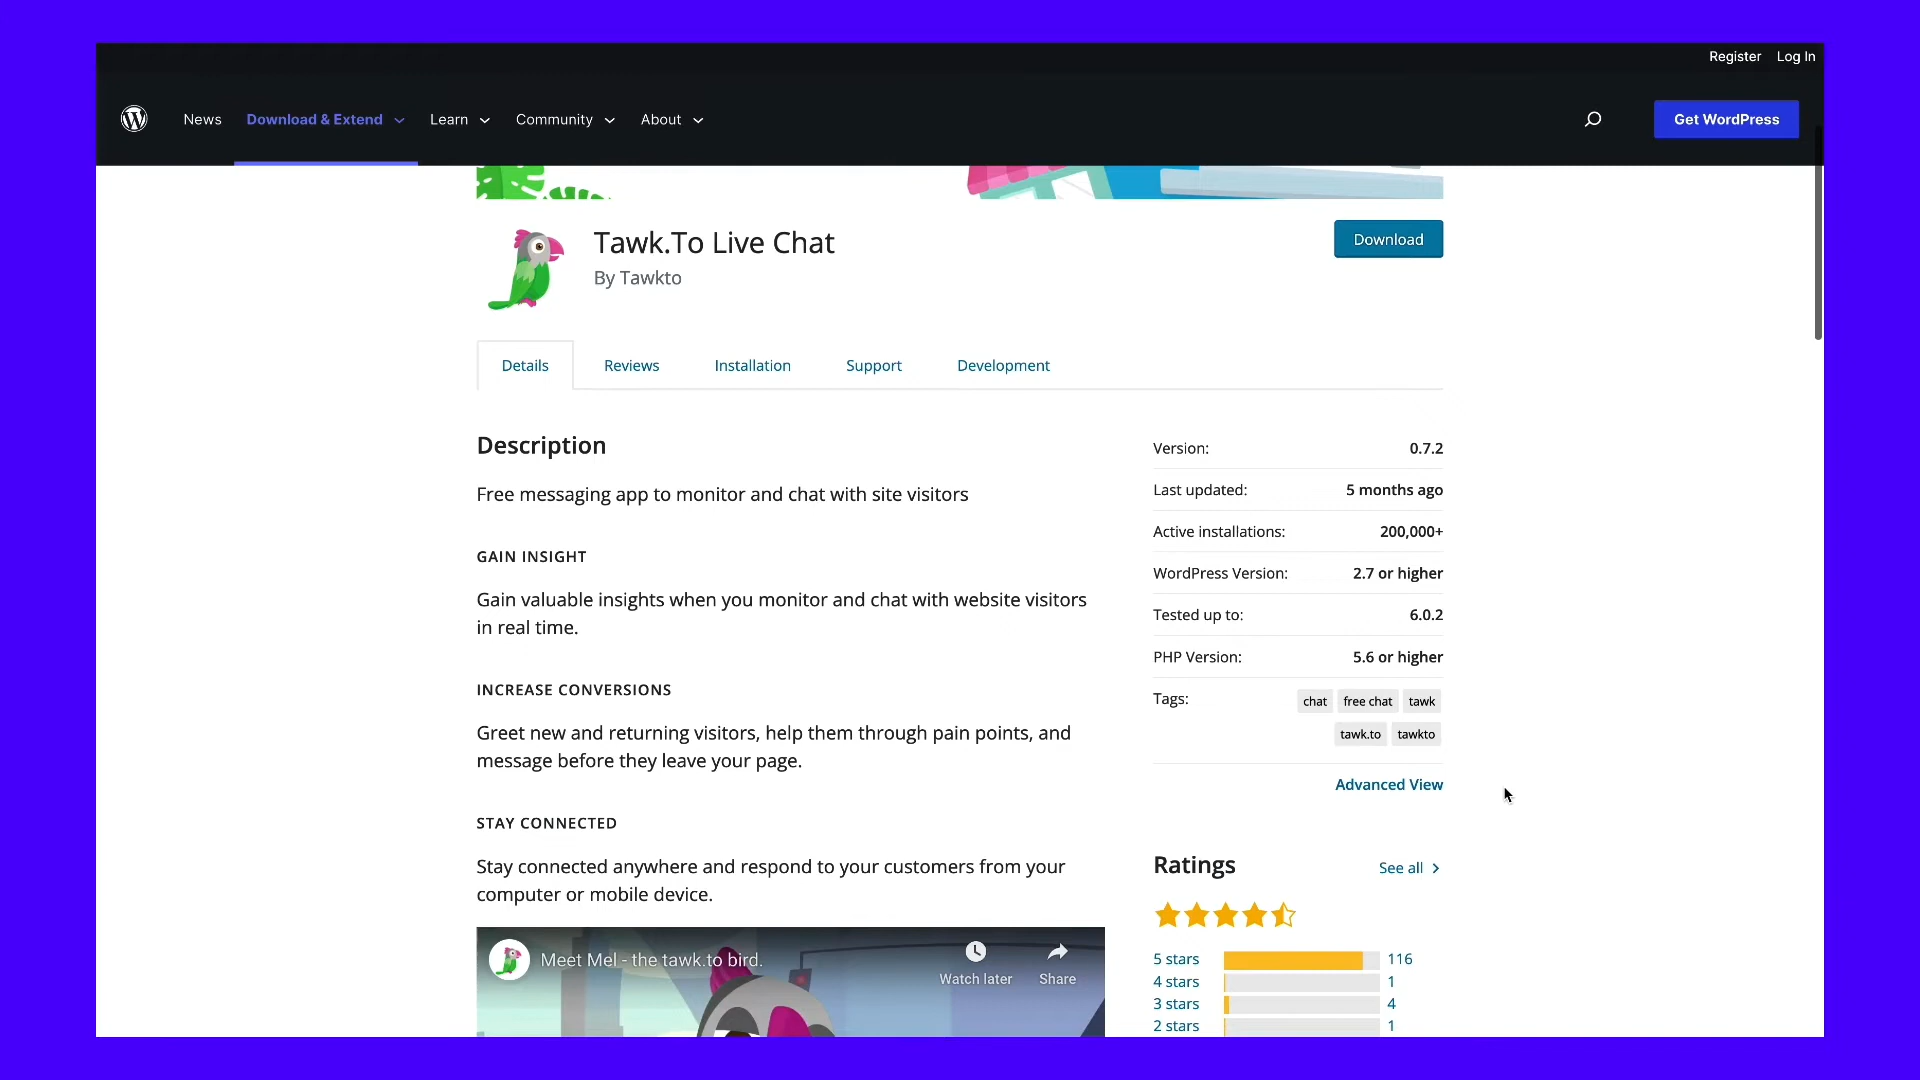 Register Log In
News Download & Extend Learn Community About Get WordPress
Tawk.To Live Chat
By Tawkto
Download
Details Reviews Installation Support Development
Description
Free messaging app to monitor and chat with site visitors
GAIN INSIGHT
Gain valuable insights when you monitor and chat with website visitors
in real time.
INCREASE CONVERSIONS
Greet new and returning visitors, help them through pain points, and
message before they leave your page.
STAY CONNECTED
Stay connected anywhere and respond to your customers from your
computer or mobile device.
Meet Mel - the tawk.to bird.
Watch later Share
Version: 0.7.2
Last updated: 5 months ago
Active installations: 200,000+
WordPress Version: 2.7 or higher
Tested up to: 6.0.2
PHP Version: 5.6 or higher
Tags: chat free chat tawk
tawk.to tawkto
Advanced View
Ratings See all
5 stars 116
4 stars 1
3 stars 4
2 stars 1